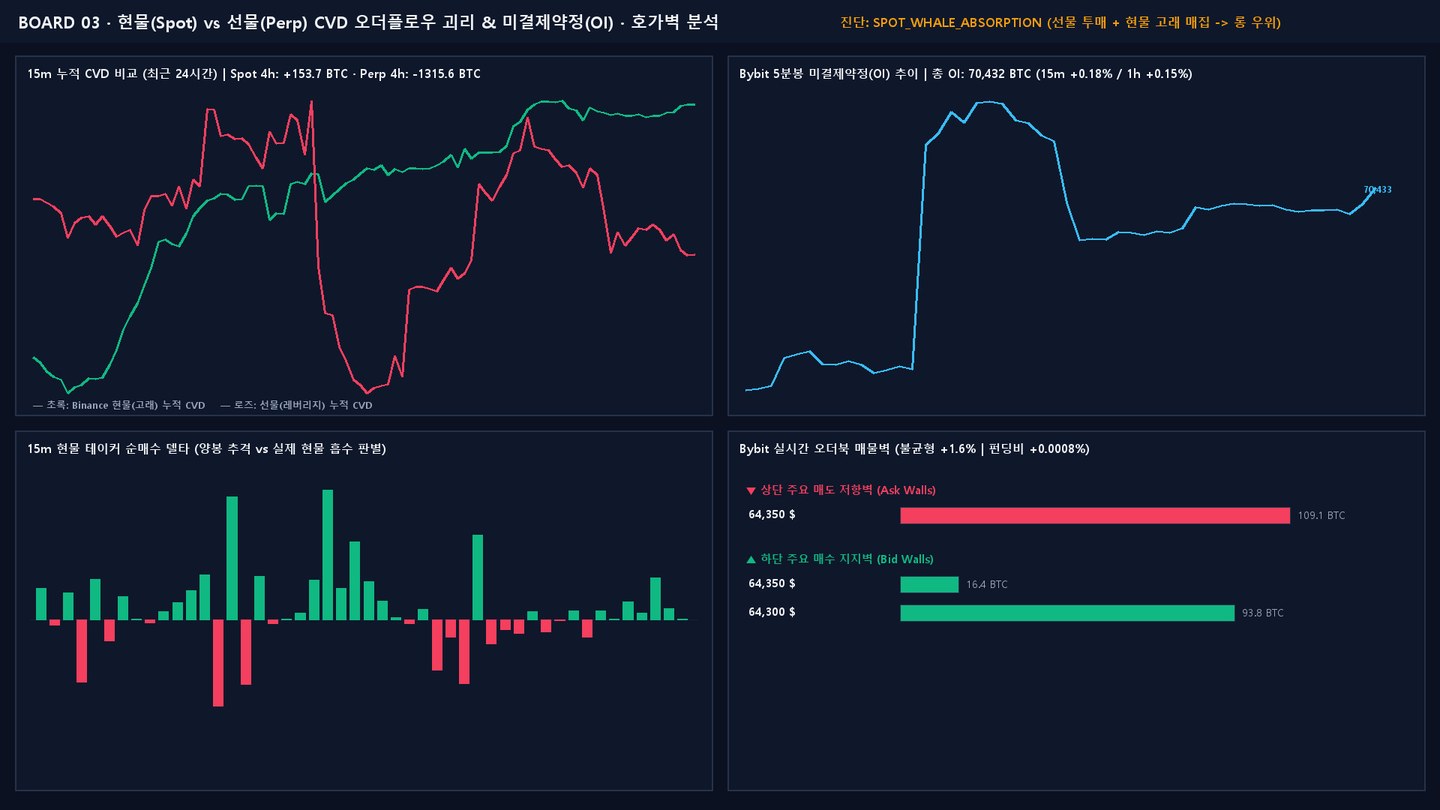 BOARD 03 · 현물(Spot) vs 선물(Perp) CVD 오더플로우 괴리 & 미결제약정(OI) · 호가벽 분석
진단: SPOT_WHALE_ABSORPTION (선물 투매 + 현물 고래 매집 -> 롱 우위)
15m 누적 CVD 비교 (최근 24시간) | Spot 4h: +153.7 BTC · Perp 4h: -1315.6 BTC
— 초록: Binance 현물(고래) 누적 CVD — 로즈: 선물(레버리지) 누적 CVD
Bybit 5분봉 미결제약정(OI) 추이 | 총 OI: 70,432 BTC (15m +0.18% / 1h +0.15%)
70,433
15m 현물 테이커 순매수 델타 (양봉 추격 vs 실제 현물 흡수 판별)
Bybit 실시간 오더북 매물벽 (불균형 +1.6% | 펀딩비 +0.0008%)
▼ 상단 주요 매도 저항벽 (Ask Walls)
64,350 $ 109.1 BTC
▲ 하단 주요 매수 지지벽 (Bid Walls)
64,350 $ 16.4 BTC
64,300 $ 93.8 BTC